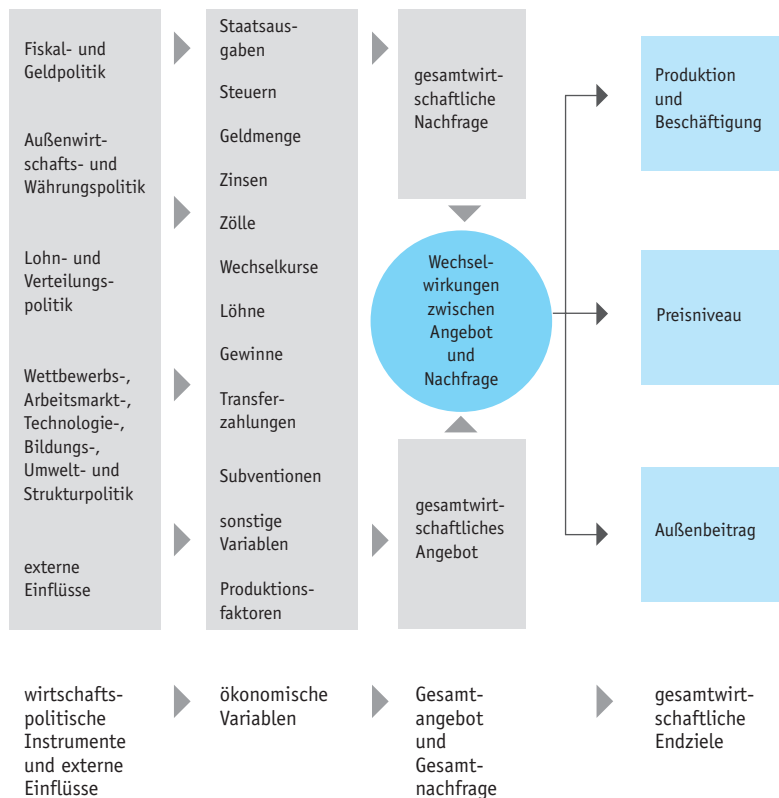 Fiskal- und
Geldpolitik
Außenwirt-
schafts- und
Währungspolitik
Lohn- und
Verteilungs-
politik
Wettbewerbs-,
Arbeitsmarkt-,
Technologie-,
Bildungs-,
Umwelt- und
Strukturpolitik
externe
Einflüsse
Staatsaus-
gaben
Steuern
Geldmenge
Zinsen
Zölle
Wechselkurse
Löhne
Gewinne
Transfer-
zahlungen
Subventionen
sonstige
Variablen
Produktions-
faktoren
gesamtwirt-
schaftliche
Nachfrage
Wechsel-
wirkungen
zwischen
Angebot
und
Nachfrage
gesamtwirt-
schaftliches
Angebot
Produktion
und
Beschäftigung
Preisniveau
Außenbeitrag
wirtschafts-
politische
Instrumente
und externe
Einflüsse
ökonomische
Variablen
Gesamt-
angebot
und
Gesamt-
nachfrage
gesamtwirt-
schaftliche
Endziele